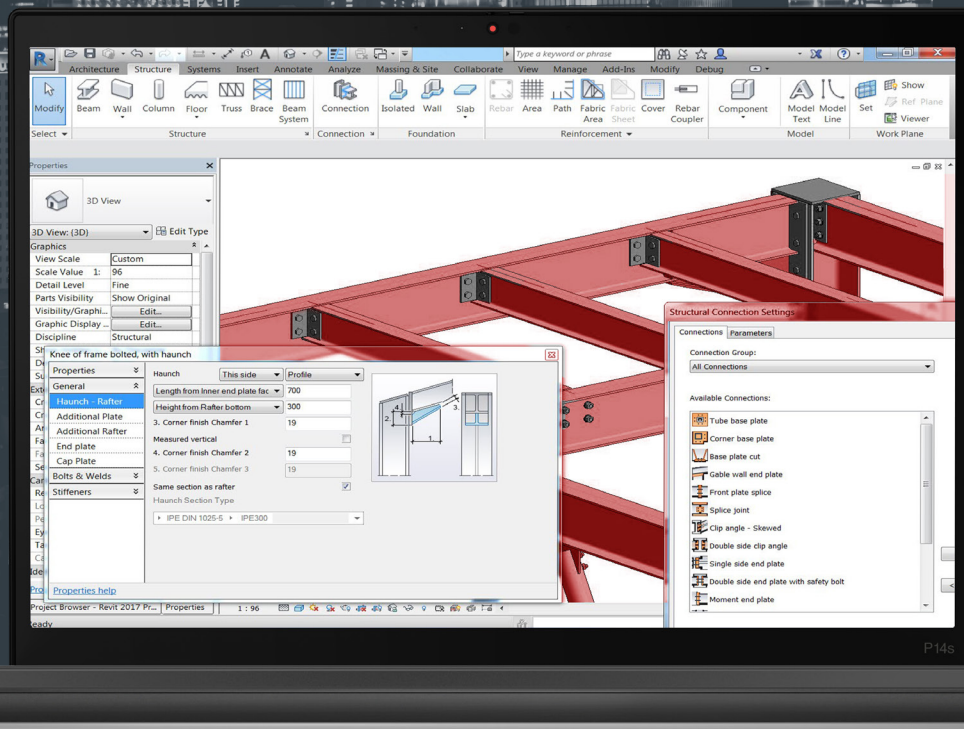 Type a keyword or phrase
Architecture Structure Systems Insert Annotate Analyze Massing & Site Collaborate View Manage Add-Ins Modify Debug
Modify Beam Wall Column Floor Truss Brace Beam System Connection Isolated Wall Slab Rebar Area Path Fabric Area Fabric Sheet Cover Rebar Coupler Component Model Text Model Line Set Show Ref Plane Viewer
Select Structure Connection Foundation Reinforcement Model Work Plane
Properties
3D View
3D View: {3D} Edit Type
Graphics
View Scale Custom
Scale Value 1: 96
Detail Level Fine
Parts Visibility Show Original
Visibility/Graphi... Edit...
Graphic Display ... Edit...
Discipline Structural
Knee of frame bolted, with haunch
Properties
General
Haunch - Rafter
Additional Plate
Additional Rafter
End plate
Cap Plate
Bolts & Welds
Stiffeners
Haunch This side Profile
Length from Inner end plate fac 700
Height from Rafter bottom 300
3. Corner finish Chamfer 1 19
Measured vertical
4. Corner finish Chamfer 2 19
5. Corner finish Chamfer 3 19
Same section as rafter
Haunch Section Type
IPE DIN 1025-5 IPE300
4.
3.
2.
1.
Properties help
Structural Connection Settings
Connections Parameters
Connection Group:
All Connections
Available Connections:
Tube base plate
Corner base plate
Base plate cut
Gable wall end plate
Front plate splice
Splice joint
Clip angle - Skewed
Double side clip angle
Single side end plate
Double side end plate with safety bolt
Moment end plate
Project Browser - Revit 2017 Pr... Properties 1 : 96
eady
P14s